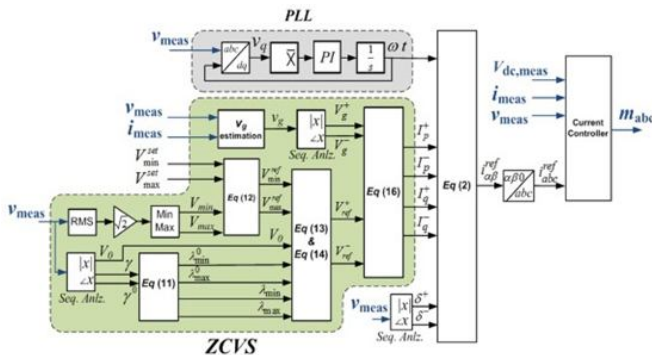 PLL
v_meas
abc
dq
v_q
X̄
PI
1
s
ω t
v_meas
i_meas
v_g
estimation
v_g
|x|
∠x
Seq. Anlz.
V_g^+
V_g^-
V_min^set
V_max^set
Eq (12)
V_min^ref
V_max^ref
v_meas
RMS
√2
Min
Max
V_min
V_max
V_0
|x|
∠x
Seq. Anlz.
γ
γ^0
Eq (11)
λ_min^0
λ_max^0
λ_min
λ_max
V_0
Eq (13)
&
Eq (14)
V_ref^+
V_ref^-
Eq (16)
I_p^+
I_p^-
I_q^+
I_q^-
v_meas
|x|
∠x
Seq. Anlz.
δ^+
δ^-
Eq (2)
i_αβ^ref
αβ0
abc
i_abc^ref
V_dc,meas
i_meas
v_meas
Current
Controller
m_abc
ZCVS